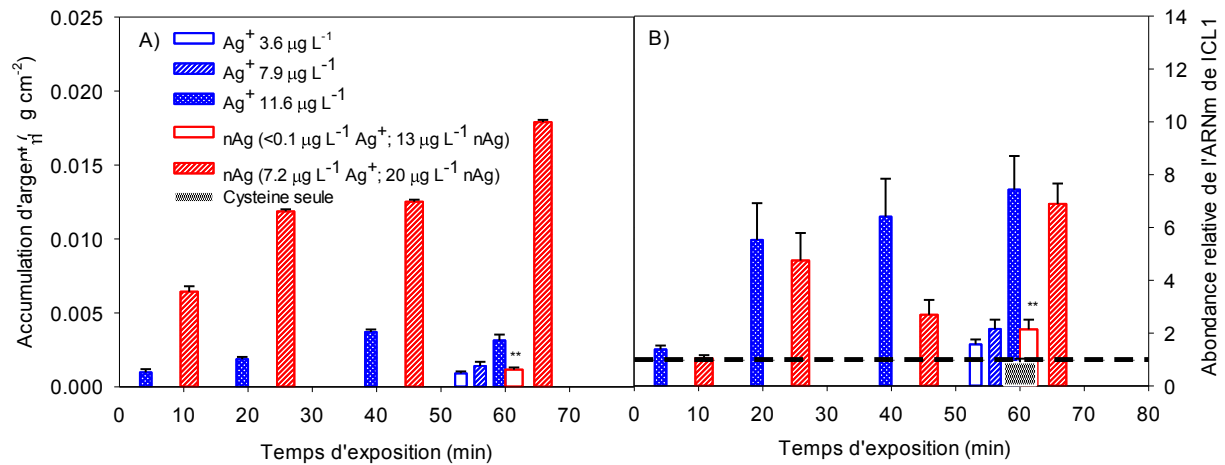 A)
Ag+ 3.6 μg L-1
Ag+ 7.9 μg L-1
Ag+ 11.6 μg L-1
nAg (<0.1 μg L-1 Ag+; 13 μg L-1 nAg)
nAg (7.2 μg L-1 Ag+; 20 μg L-1 nAg)
Cysteine seule
Accumulation d'argent ( g cm-2)
0.025
0.020
0.015
0.010
0.005
0.000
**
0 10 20 30 40 50 60 70
Temps d'exposition (min)
B)
**
0 10 20 30 40 50 60 70 80
Temps d'exposition (min)
14
12
10
8
6
4
2
0
Abondance relative de l'ARNm de ICL1